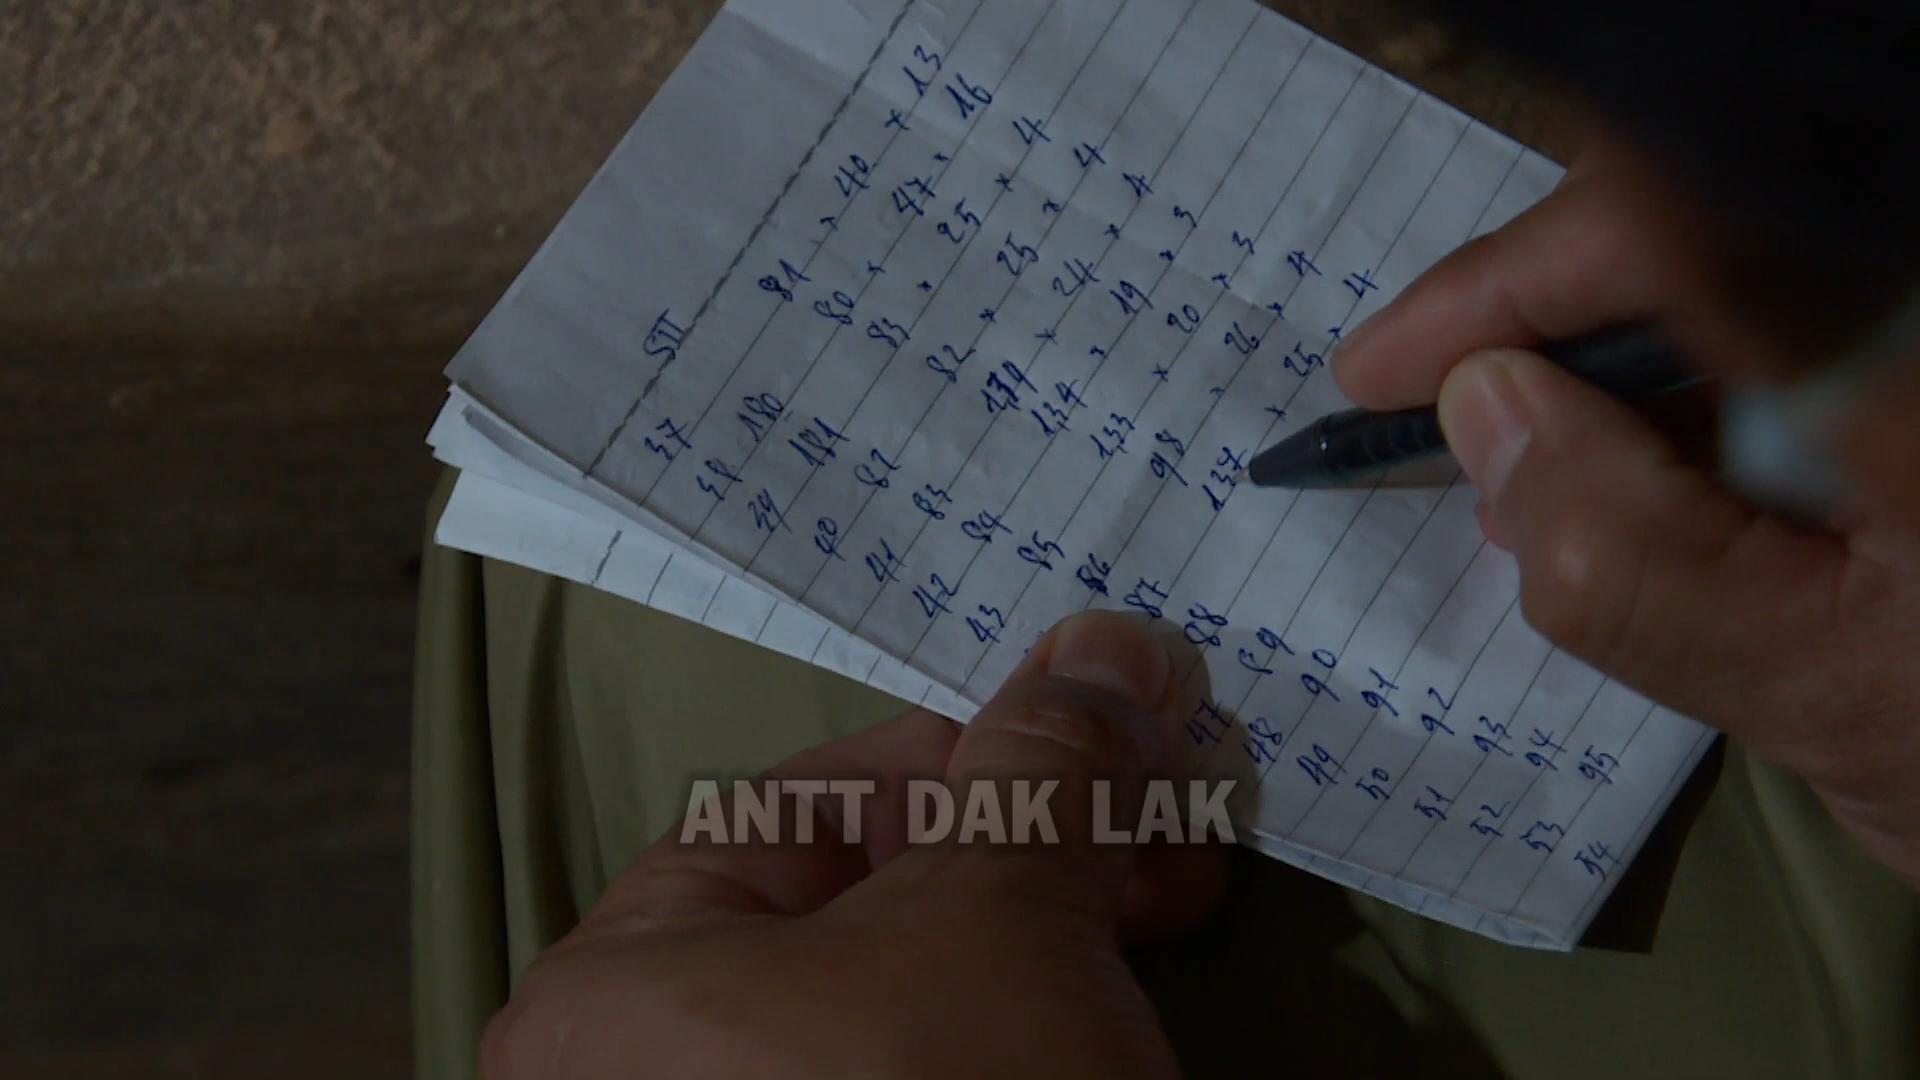 STT
37 81 x 40 x 13
38 180 80 x 47 x 16
39 181 83 x 25 x 4
40 82 82 x 25 x 4
41 83 x 24 x 4
42 84 134 x 19 x 3
43 85 133 x 20 x 3
86 98 x 26 x 4
87 137 x 25 x 4
88
47 89
48 90
49 91
50 92
51 93
52 94
53 95
54
ANTT DAK LAK